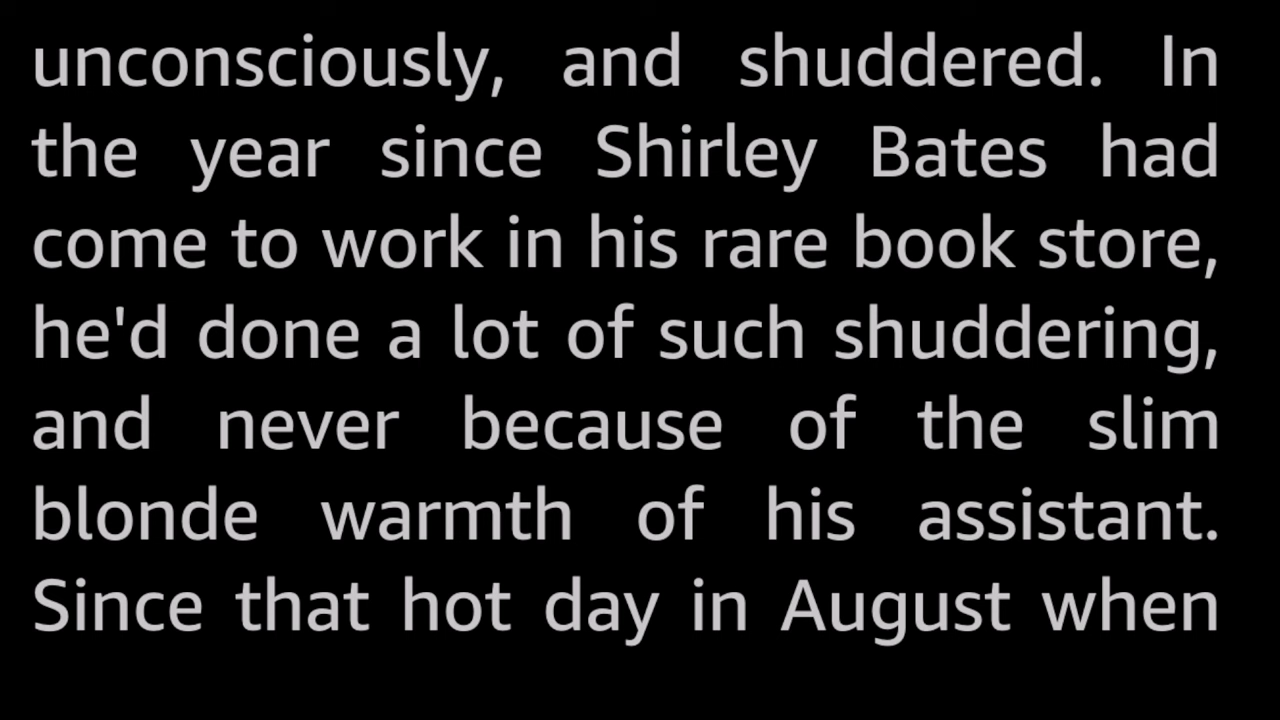 unconsciously, and shuddered. In
the year since Shirley Bates had
come to work in his rare book store,
he'd done a lot of such shuddering,
and never because of the slim
blonde warmth of his assistant.
Since that hot day in August when